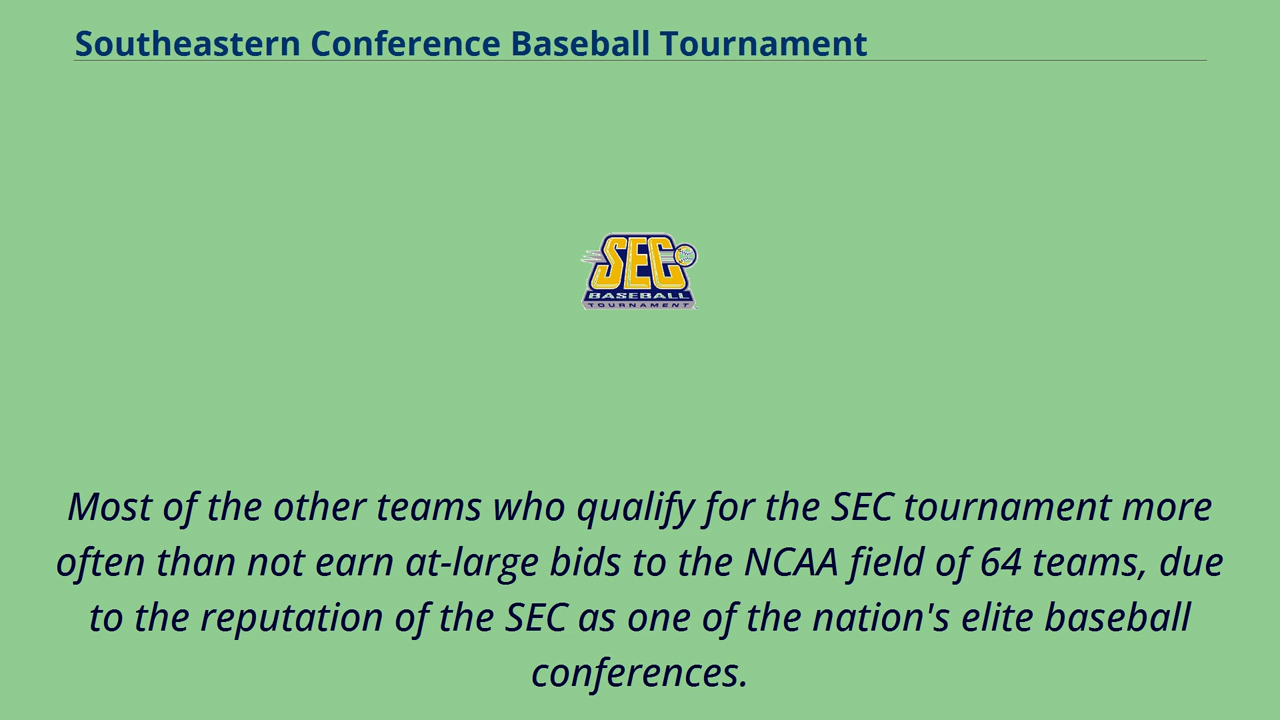 Southeastern Conference Baseball Tournament
SEC
BASEBALL
TOURNAMENT
Most of the other teams who qualify for the SEC tournament more
often than not earn at-large bids to the NCAA field of 64 teams, due
to the reputation of the SEC as one of the nation's elite baseball
conferences.